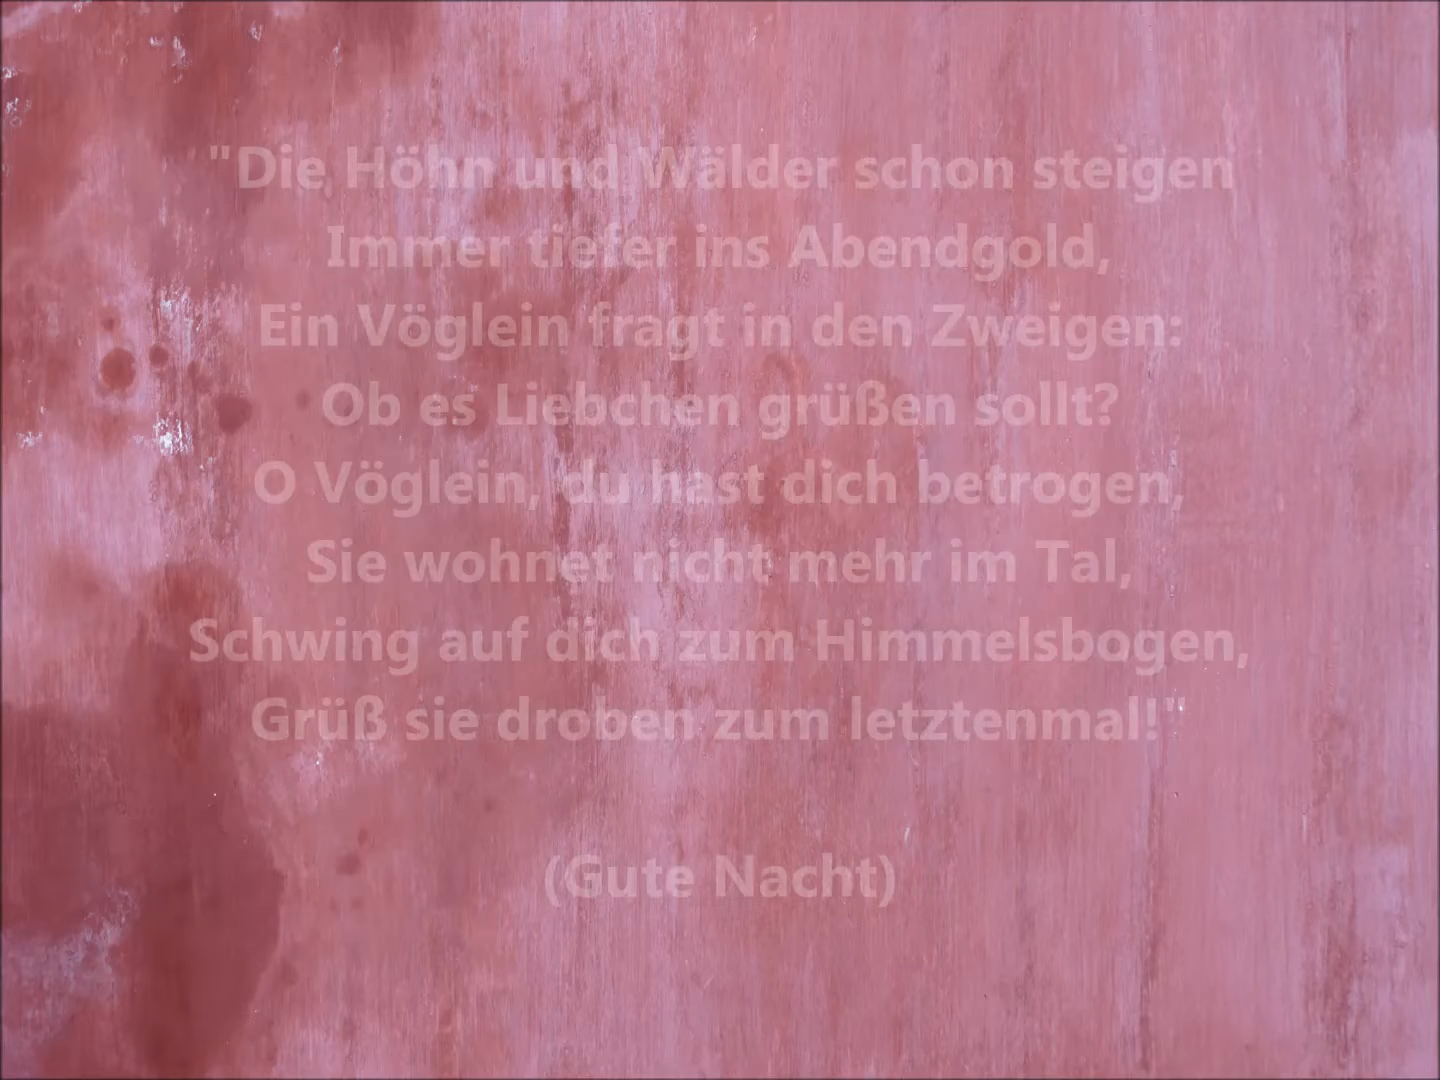 "Die Höhn und Wälder schon steigen
Immer tiefer ins Abendgold,
Ein Vöglein fragt in den Zweigen:
Ob es Liebchen grüßen sollt?
O Vöglein, du hast dich betrogen,
Sie wohnet nicht mehr im Tal,
Schwing auf dich zum Himmelsbogen,
Grüß sie droben zum letztenmal!"
(Gute Nacht)